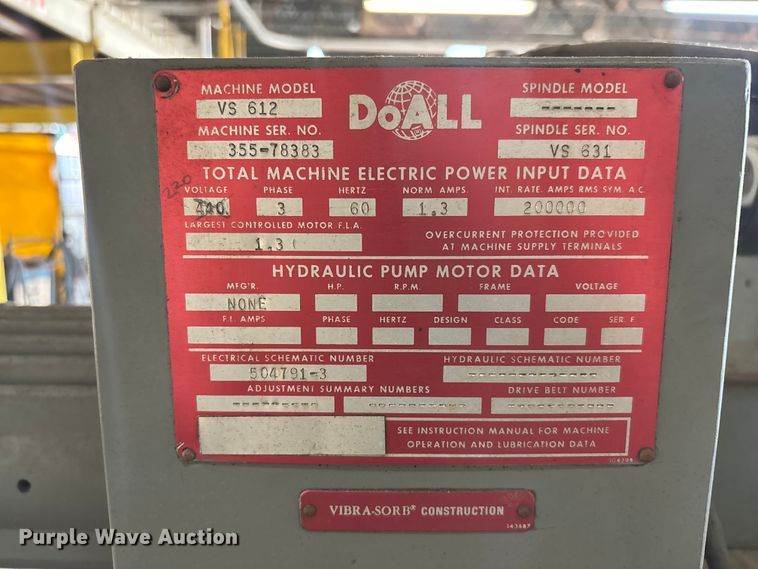 MACHINE MODEL
VS 612
DoALL
SPINDLE MODEL
-------
MACHINE SER. NO.
355-78383
SPINDLE SER. NO.
VS 631
TOTAL MACHINE ELECTRIC POWER INPUT DATA
220
VOLTAGE PHASE HERTZ NORM AMPS. INT. RATE. AMPS RMS SYM. A.C.
440 3 60 1.3 200000
LARGEST CONTROLLED MOTOR F.L.A.
1.3
OVERCURRENT PROTECTION PROVIDED
AT MACHINE SUPPLY TERMINALS
HYDRAULIC PUMP MOTOR DATA
MFG'R. H.P. R.P.M. FRAME VOLTAGE
NONE
F.L. AMPS PHASE HERTZ DESIGN CLASS CODE SER. F.
ELECTRICAL SCHEMATIC NUMBER HYDRAULIC SCHEMATIC NUMBER
504791-3
ADJUSTMENT SUMMARY NUMBERS DRIVE BELT NUMBER
SEE INSTRUCTION MANUAL FOR MACHINE
OPERATION AND LUBRICATION DATA
VIBRA-SORB® CONSTRUCTION
Purple Wave Auction